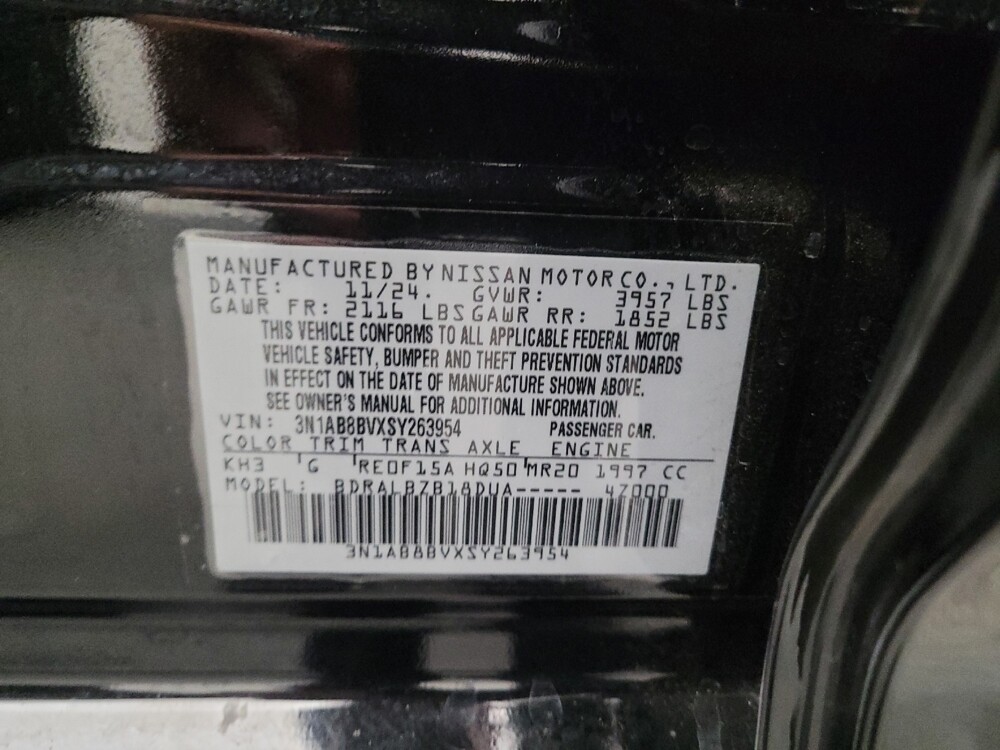 MANUFACTURED BY NISSAN MOTOR CO., LTD.
DATE: 11/24. GVWR: 3957 LBS
GAWR FR: 2116 LBS GAWR RR: 1852 LBS
THIS VEHICLE CONFORMS TO ALL APPLICABLE FEDERAL MOTOR
VEHICLE SAFETY, BUMPER AND THEFT PREVENTION STANDARDS
IN EFFECT ON THE DATE OF MANUFACTURE SHOWN ABOVE.
SEE OWNER'S MANUAL FOR ADDITIONAL INFORMATION.
VIN: 3N1AB8BVXSY263954 PASSENGER CAR.
COLOR TRIM TRANS AXLE ENGINE
KH3 G RE0F15A HQ50 MR20 1997 CC
MODEL: BDRALBZB18DUA----- 4Z000
3N1AB8BVXSY263954